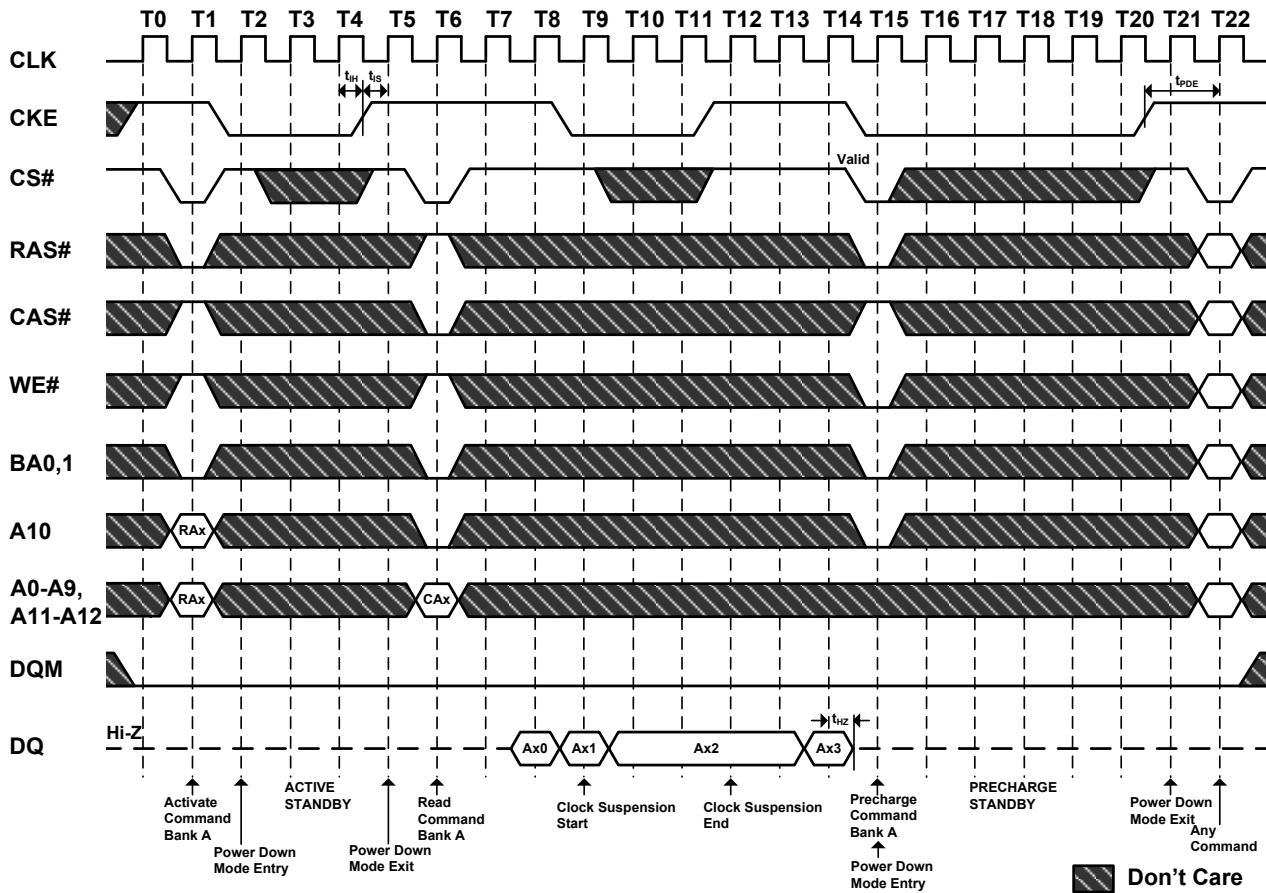 T0 T1 T2 T3 T4 T5 T6 T7 T8 T9 T10 T11 T12 T13 T14 T15 T16 T17 T18 T19 T20 T21 T22
CLK
tIH tIS
tPDE
CKE
Valid
CS#
RAS#
CAS#
WE#
BA0,1
A10
RAx
A0-A9,
A11-A12
RAx
CAx
DQM
Hi-Z
tHZ
DQ
Ax0 Ax1 Ax2 Ax3
Activate
Command
Bank A
Power Down
Mode Entry
ACTIVE
STANDBY
Power Down
Mode Exit
Read
Command
Bank A
Clock Suspension
Start
Clock Suspension
End
Precharge
Command
Bank A
Power Down
Mode Entry
PRECHARGE
STANDBY
Power Down
Mode Exit
Any
Command
Don't Care